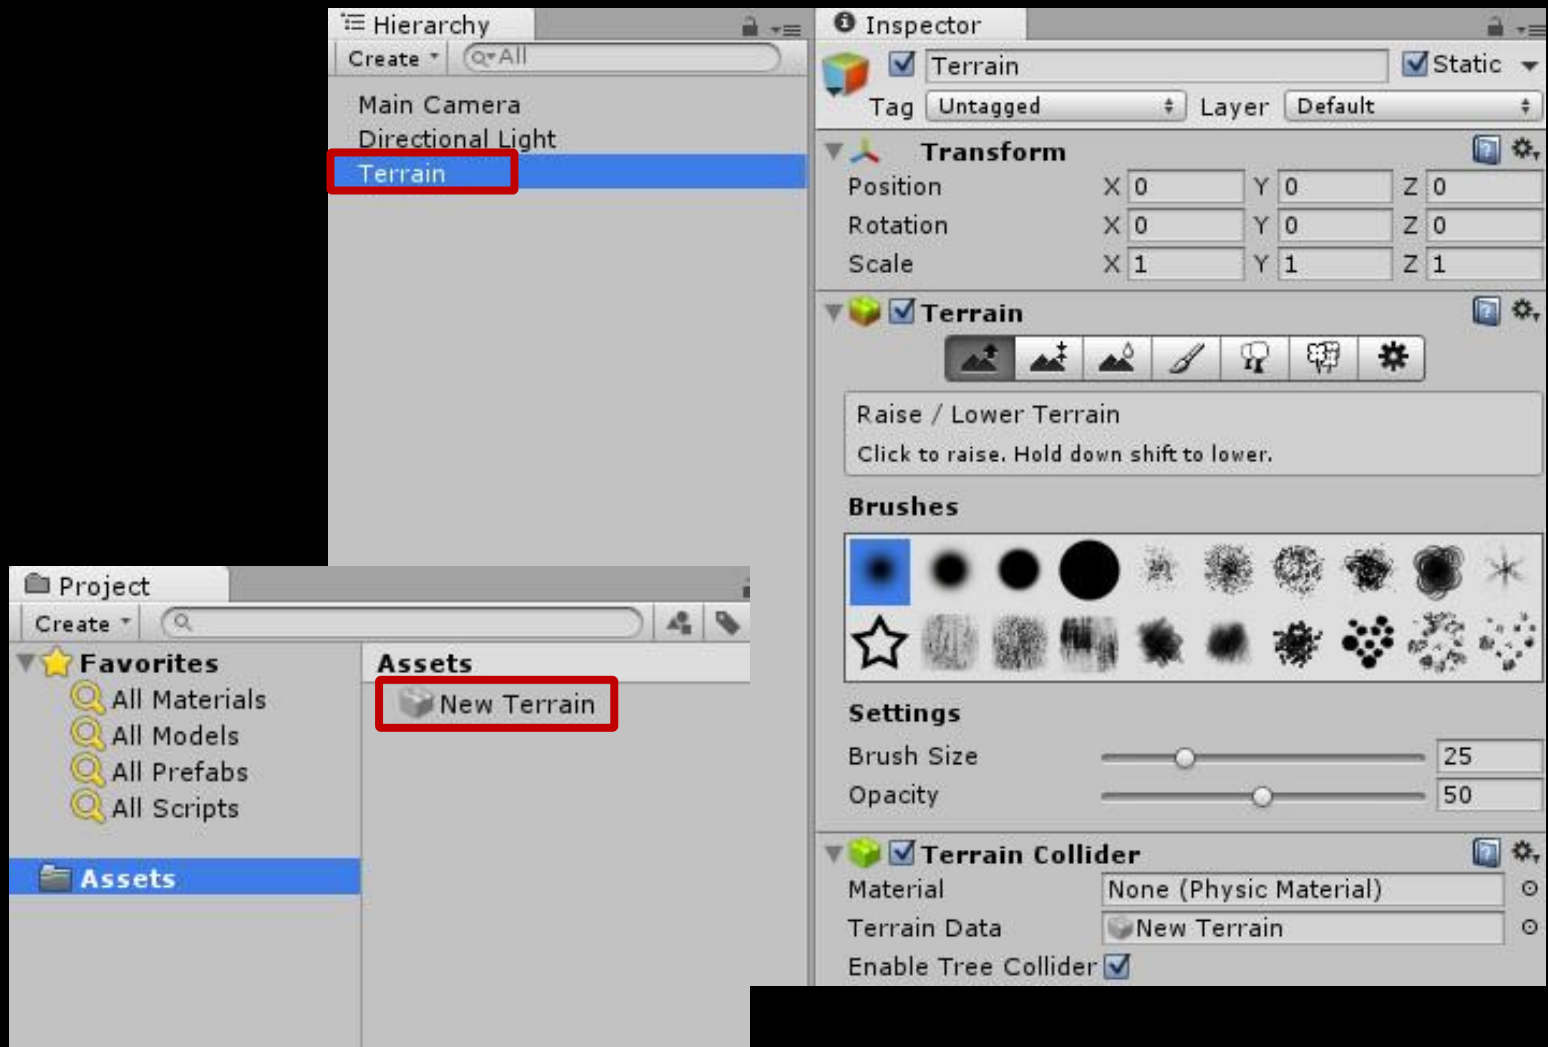 Hierarchy
Create All
Main Camera
Directional Light
Terrain
Inspector
Terrain Static
Tag Untagged Layer Default
Transform
Position X 0 Y 0 Z 0
Rotation X 0 Y 0 Z 0
Scale X 1 Y 1 Z 1
Terrain
Raise / Lower Terrain
Click to raise. Hold down shift to lower.
Brushes
Settings
Brush Size 25
Opacity 50
Terrain Collider
Material None (Physic Material)
Terrain Data New Terrain
Enable Tree Collider
Project
Create
Favorites
All Materials
All Models
All Prefabs
All Scripts
Assets
Assets
New Terrain